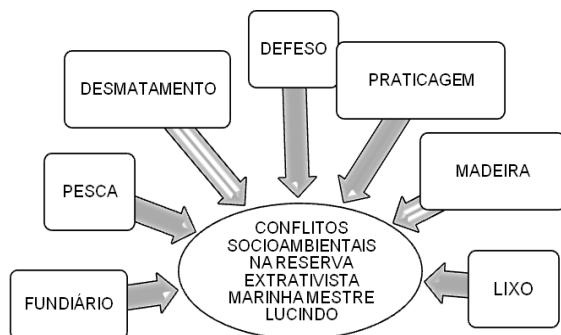 DEFESO
PRATICAGEM
DESMATAMENTO
MADEIRA
PESCA
CONFLITOS
SOCIOAMBIENTAIS
NA RESERVA
EXTRATIVISTA
MARINHA MESTRE
LUCINDO
FUNDIÁRIO
LIXO